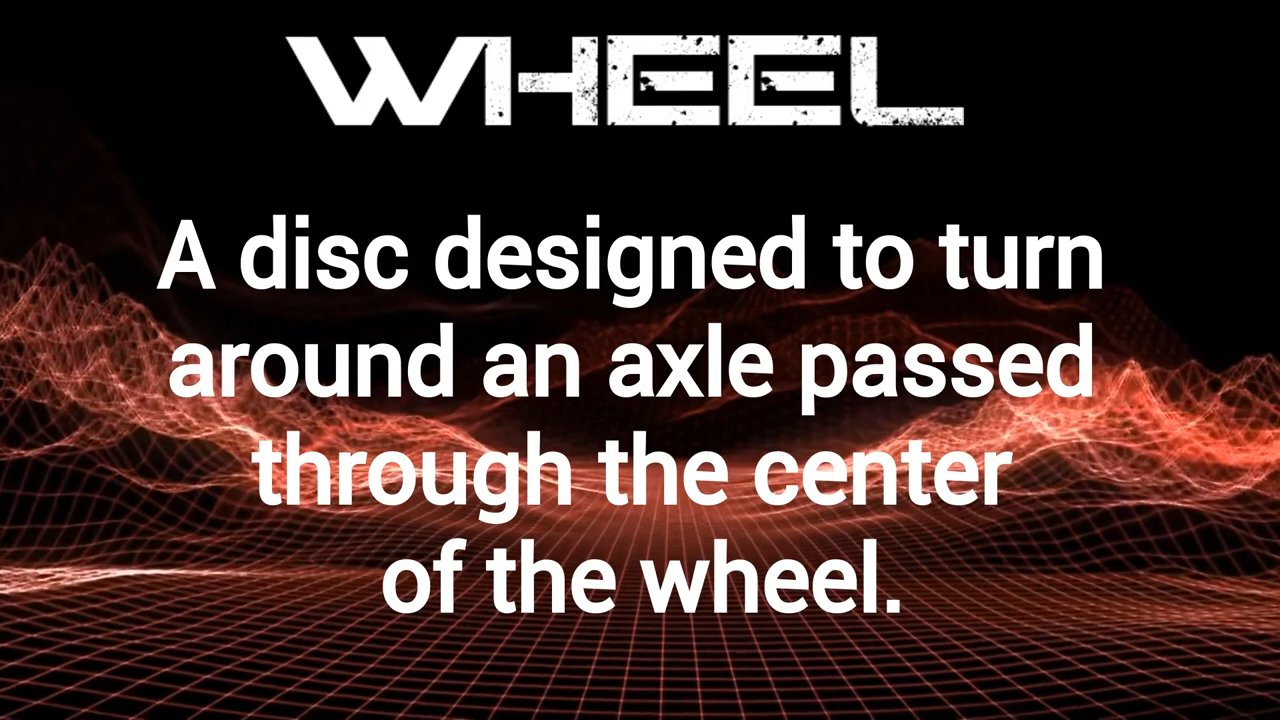 WHEEL
A disc designed to turn
around an axle passed
through the center
of the wheel.